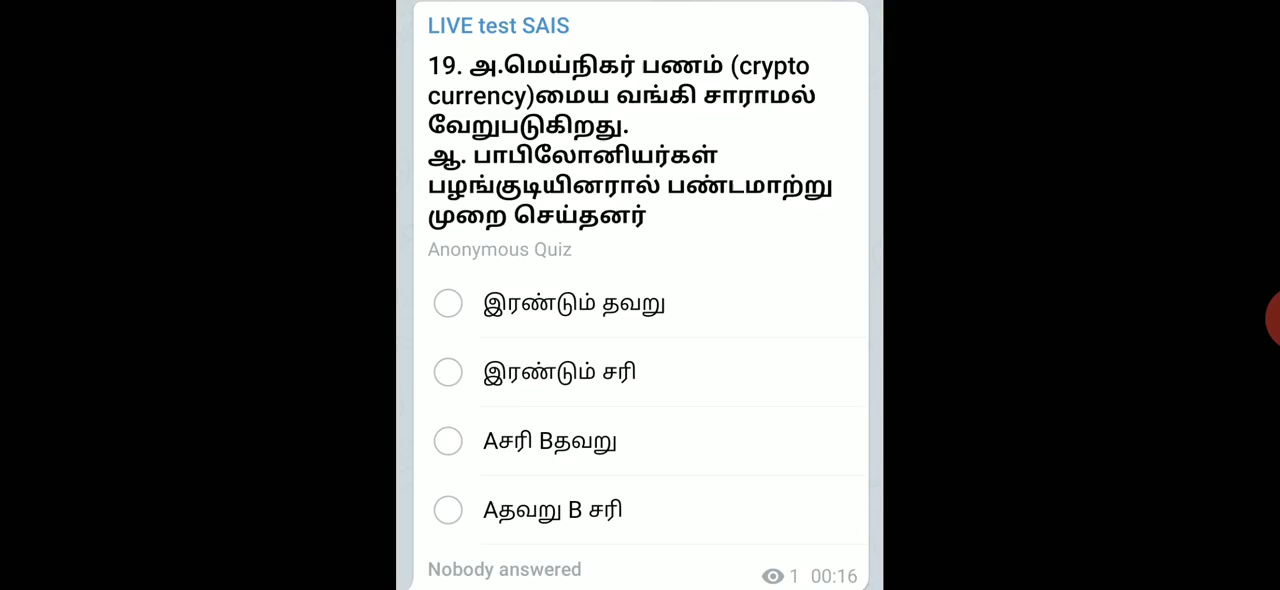 LIVE test SAIS
19. அ.மெய்நிகர் பணம் (crypto
currency)மைய வங்கி சாராமல்
வேறுபடுகிறது.
ஆ. பாபிலோனியர்கள்
பழங்குடியினரால் பண்டமாற்று
முறை செய்தனர்
Anonymous Quiz
இரண்டும் தவறு
இரண்டும் சரி
Aசரி Bதவறு
Aதவறு B சரி
Nobody answered
1 00:16